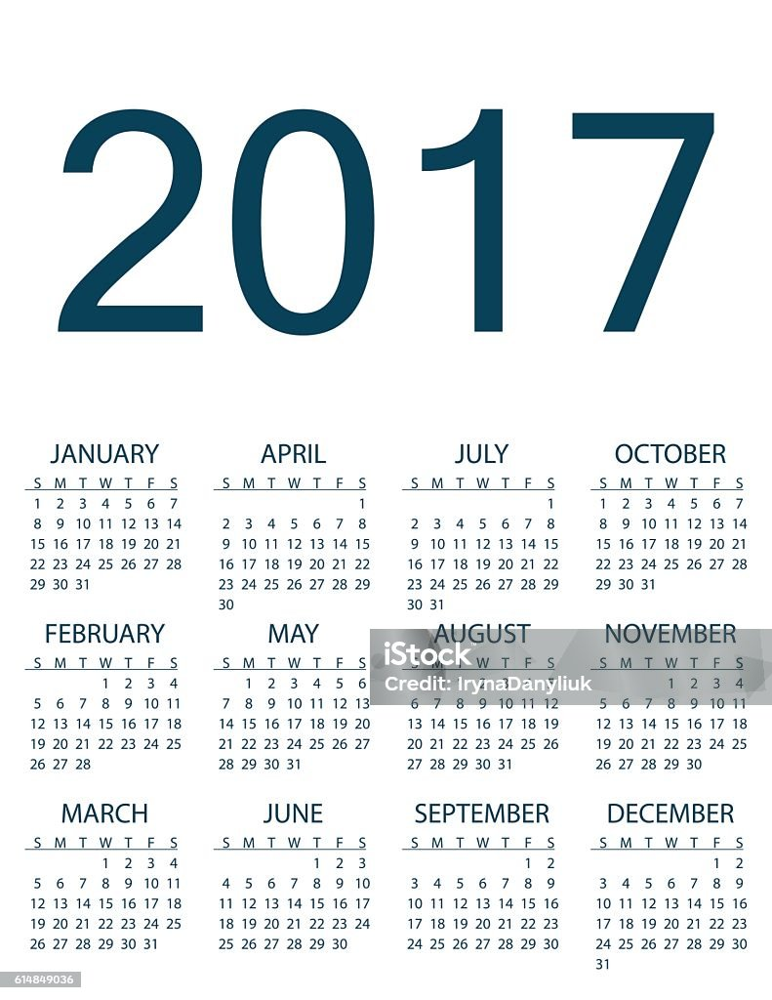 2017
JANUARY
S M T W T F S
1 2 3 4 5 6 7
8 9 10 11 12 13 14
15 16 17 18 19 20 21
22 23 24 25 26 27 28
29 30 31
FEBRUARY
S M T W T F S
1 2 3 4
5 6 7 8 9 10 11
12 13 14 15 16 17 18
19 20 21 22 23 24 25
26 27 28
MARCH
S M T W T F S
1 2 3 4
5 6 7 8 9 10 11
12 13 14 15 16 17 18
19 20 21 22 23 24 25
26 27 28 29 30 31
APRIL
S M T W T F S
1
2 3 4 5 6 7 8
9 10 11 12 13 14 15
16 17 18 19 20 21 22
23 24 25 26 27 28 29
30
MAY
S M T W T F S
1 2 3 4 5 6
7 8 9 10 11 12 13
14 15 16 17 18 19 20
21 22 23 24 25 26 27
28 29 30 31
JUNE
S M T W T F S
1 2 3
4 5 6 7 8 9 10
11 12 13 14 15 16 17
18 19 20 21 22 23 24
25 26 27 28 29 30
JULY
S M T W T F S
1
2 3 4 5 6 7 8
9 10 11 12 13 14 15
16 17 18 19 20 21 22
23 24 25 26 27 28 29
30 31
AUGUST
S M T W T F S
2 3 4 5
6 7 8 9 10 11 12
13 14 15 16 17 18 19
20 21 22 23 24 25 26
27 28 29 30 31
SEPTEMBER
S M T W T F S
1 2
3 4 5 6 7 8 9
10 11 12 13 14 15 16
17 18 19 20 21 22 23
24 25 26 27 28 29 30
OCTOBER
S M T W T F S
1 2 3 4 5 6 7
8 9 10 11 12 13 14
15 16 17 18 19 20 21
22 23 24 25 26 27 28
29 30 31
NOVEMBER
S M T W T F S
1 2 3 4
5 6 7 8 9 10 11
12 13 14 15 16 17 18
19 20 21 22 23 24 25
26 27 28 29 30
DECEMBER
S M T W T F S
1 2
3 4 5 6 7 8 9
10 11 12 13 14 15 16
17 18 19 20 21 22 23
24 25 26 27 28 29 30
31
iStock
Credit: IrynaDanyliuk
614849036